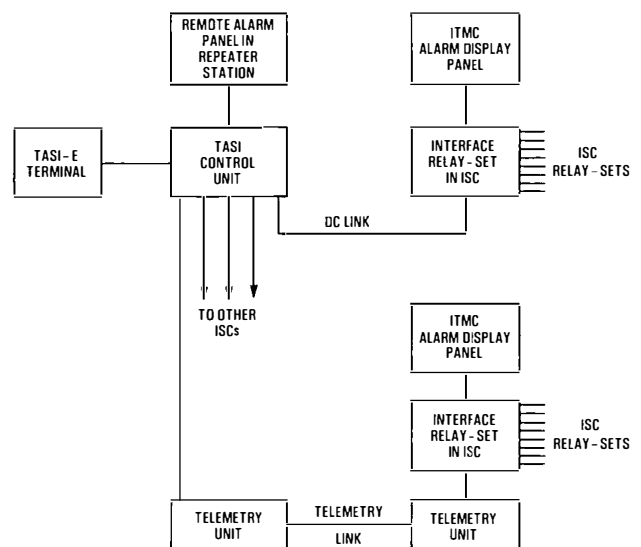 REMOTE ALARM
PANEL IN
REPEATER
STATION
ITMC
ALARM DISPLAY
PANEL
TASI-E
TERMINAL
TASI
CONTROL
UNIT
INTERFACE
RELAY-SET
IN ISC
ISC
RELAY-SETS
DC LINK
TO OTHER
ISCs
ITMC
ALARM DISPLAY
PANEL
INTERFACE
RELAY-SET
IN ISC
ISC
RELAY-SETS
TELEMETRY
UNIT
TELEMETRY
LINK
TELEMETRY
UNIT